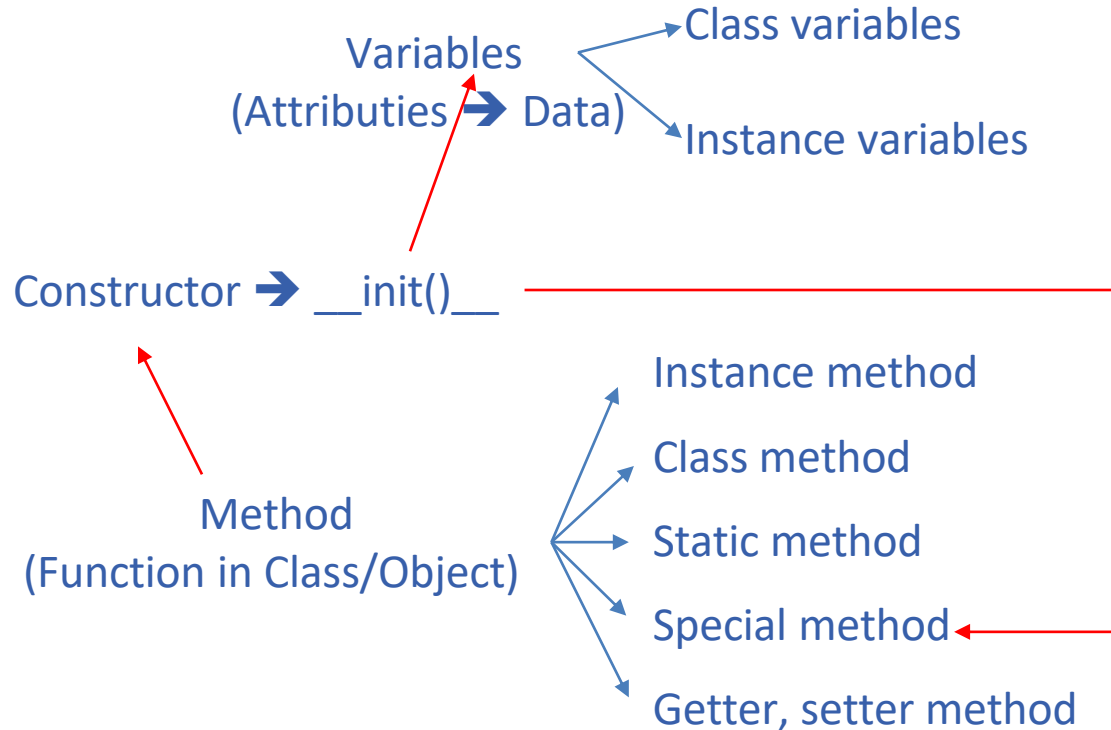 Class variables
Variables
(Attributies ➔ Data)
Instance variables
Constructor ➔ __init()__
Instance method
Class method
Method
Static method
(Function in Class/Object)
Special method
Getter, setter method